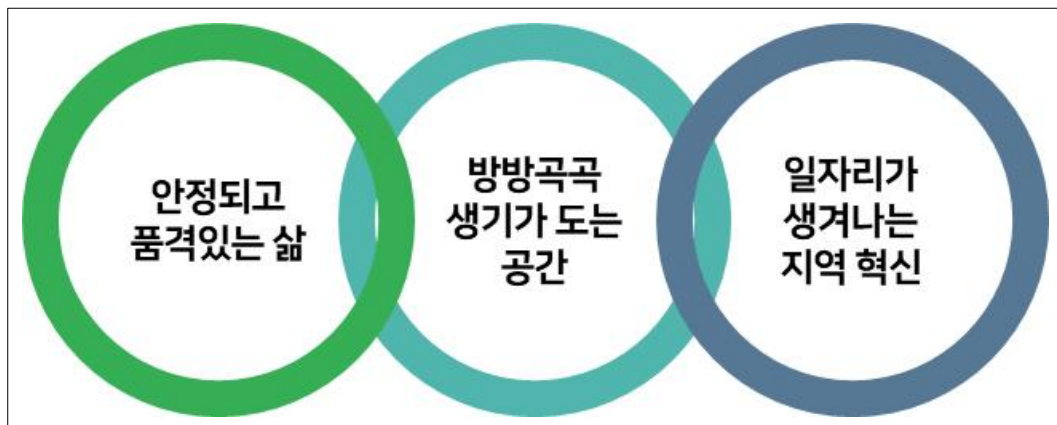 안정되고
품격있는 삶
방방곡곡
생기가 도는
공간
일자리가
생겨나는
지역 혁신